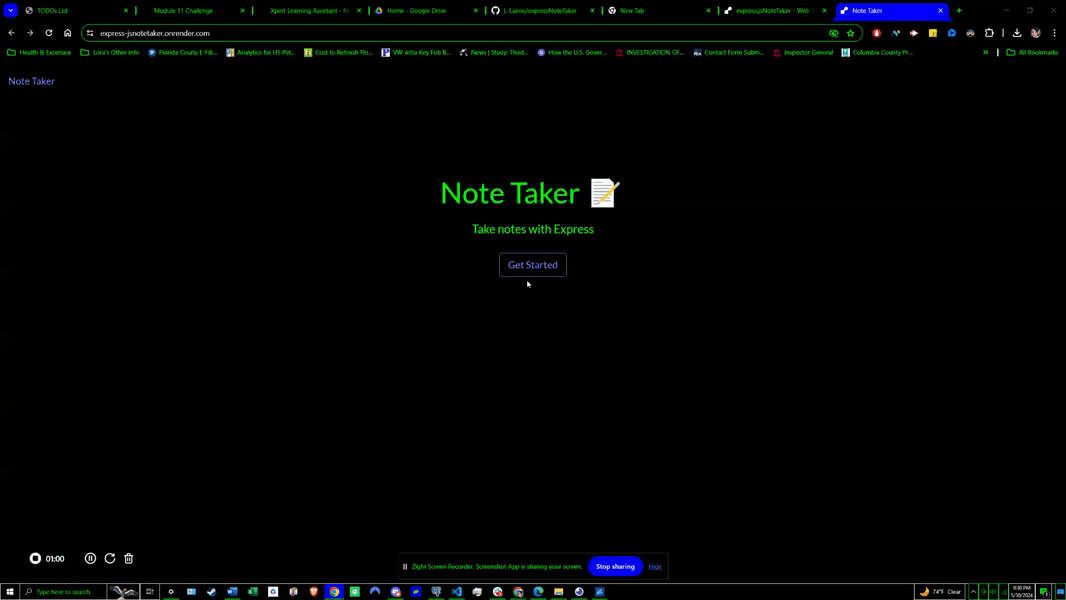 TODOs List
Module 11 Challenge
Xpert Learning Assistant - 
Home - Google Drive
L-Lainio/expressNoteTaker
New Tab
express.jsNoteTaker - Web
Note Taker
express-jsnotetaker.onrender.com
Health & Excersice
Lora's Other Info
Florida Courts E-Fili...
Analytics for US Pat...
Cost to Refinish Flo...
VW Jetta Key Fob B...
News | Study: Third...
How the U.S. Gover...
INVESTIGATION OF...
Contact Form Subm...
Inspector General
Columbia County Pr...
»
All Bookmarks
Note Taker
Note Taker
Take notes with Express
Get Started
01:00
Zight Screen Recorder, Screenshot App is sharing your screen.
Stop sharing
Hide
Type here to search
74°F Clear
9:30 PM
5/30/2024